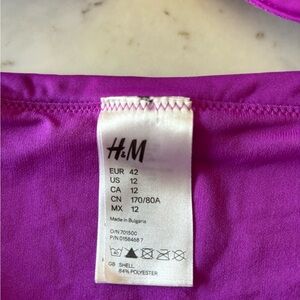 H&M
EUR 42
US 12
CA 12
CN 170/80A
MX 12
Made in Bulgaria
O/N 701500
P/N 0158468 7
GB SHELL:
84% POLYESTER